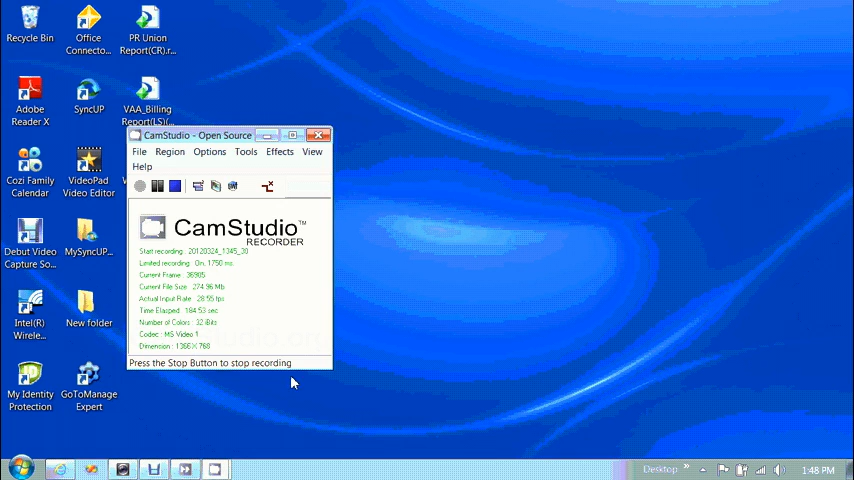 Recycle Bin
Office
Connecto...
PR Union
Report(CR).r...
Adobe
Reader X
SyncUP
VAA_Billing
Report(LS)(...
Cozi Family
Calendar
VideoPad
Video Editor
Debut Video
Capture So...
MySyncUP...
Intel(R)
Wirele...
New folder
My Identity
Protection
GoToManage
Expert
CamStudio - Open Source
File Region Options Tools Effects View
Help
CamStudio™
RECORDER
Start recording : 20120324_1345_30
Limited recording : On: 1750 ms.
Current Frame : 36905
Current File Size : 274.96 Mb
Actual Input Rate : 28.55 fps
Time Elasped : 184.53 sec
Number of Colors : 32 iBits
Codec : MS Video 1
Dimension : 1366 X 768
Press the Stop Button to stop recording
Desktop »
1:48 PM